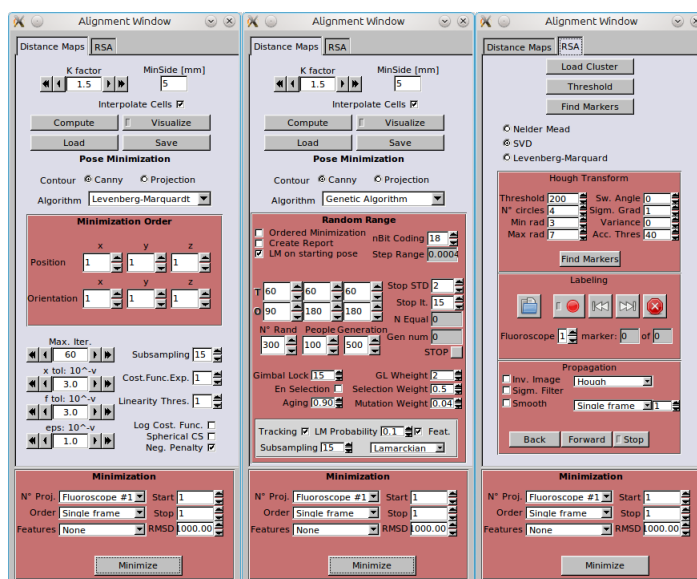 Alignment Window
Distance Maps RSA
K factor MinSide [mm]
1.5 5
Interpolate Cells
Compute Visualize
Load Save
Pose Minimization
Contour Canny Projection
Algorithm Levenberg-Marquardt
Minimization Order
x y z
Position 1 1 1
x y z
Orientation 1 1 1
Max. Iter.
60 Subsampling 15
x tol: 10^-v
3.0 Cost.Func.Exp. 1
f tol: 10^-v
3.0 Linearity Thres. 1
eps: 10^-v
1.0
Log Cost. Func.
Spherical CS
Neg. Penalty
Minimization
N° Proj. Fluoroscope #1 Start 1
Order Single frame Stop 1
Features None RMSD 1000.00
Minimize
Alignment Window
Distance Maps RSA
K factor MinSide [mm]
1.5 5
Interpolate Cells
Compute Visualize
Load Save
Pose Minimization
Contour Canny Projection
Algorithm Genetic Algorithm
Random Range
Ordered Minimization
Create Report nBit Coding 18
LM on starting pose Step Range 0.0004
Stop STD 2
T 60 60 60
Stop It. 15
O 90 180 180
N Equal 0
N° Rand People Generation
300 100 500 Gen num 0
STOP
Gimbal Lock 15 GL Wheight 2
En Selection Selection Weight 0.5
Aging 0.90 Mutation Weight 0.04
Tracking LM Probability 0.1 Feat.
Subsampling 15 Lamarckian
Minimization
N° Proj. Fluoroscope #1 Start 1
Order Single frame Stop 1
Features None RMSD 1000.00
Minimize
Alignment Window
Distance Maps RSA
Load Cluster
Threshold
Find Markers
Nelder Mead
SVD
Levenberg-Marquard
Hough Transform
Threshold 200 Sw. Angle 0
N° circles 4 Sigm. Grad 1
Min rad 3 Variance 0
Max rad 7 Acc. Thres 40
Find Markers
Labeling
Fluoroscope 1 marker: 0 of 0
Propagation
Inv. Image Hough
Sigm. Filter
Smooth Single frame 1
Back Forward Stop
Minimization
N° Proj. Fluoroscope #1 Start 1
Order Single frame Stop 1
Features None RMSD 1000.00
Minimize